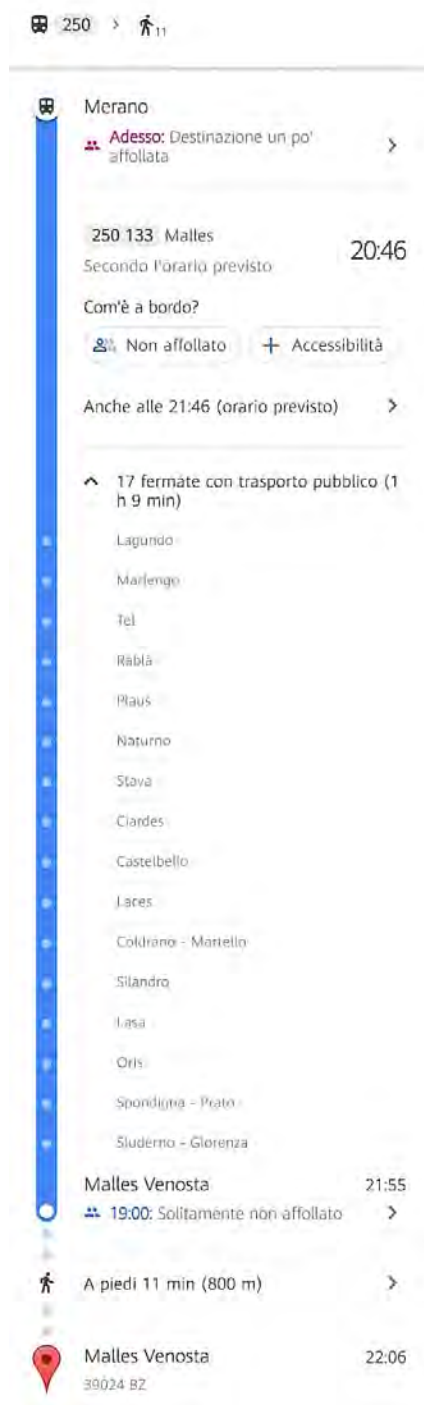 250 > 11
Merano
Adesso: Destinazione un po'
affollata
250 133 Malles
20:46
Secondo l'orario previsto
Com'è a bordo?
Non affollato + Accessibilità
Anche alle 21:46 (orario previsto)
17 fermate con trasporto pubblico (1
h 9 min)
Lagundo
Marlengo
Tel
Rablà
Plaus
Naturno
Stava
Ciardes
Castelbello
Laces
Coldrano - Martello
Silandro
Lasa
Oris
Spondigna - Prato
Sluderno - Glorenza
Malles Venosta 21:55
19:00: Solitamente non affollato
A piedi 11 min (800 m)
Malles Venosta 22:06
39024 BZ